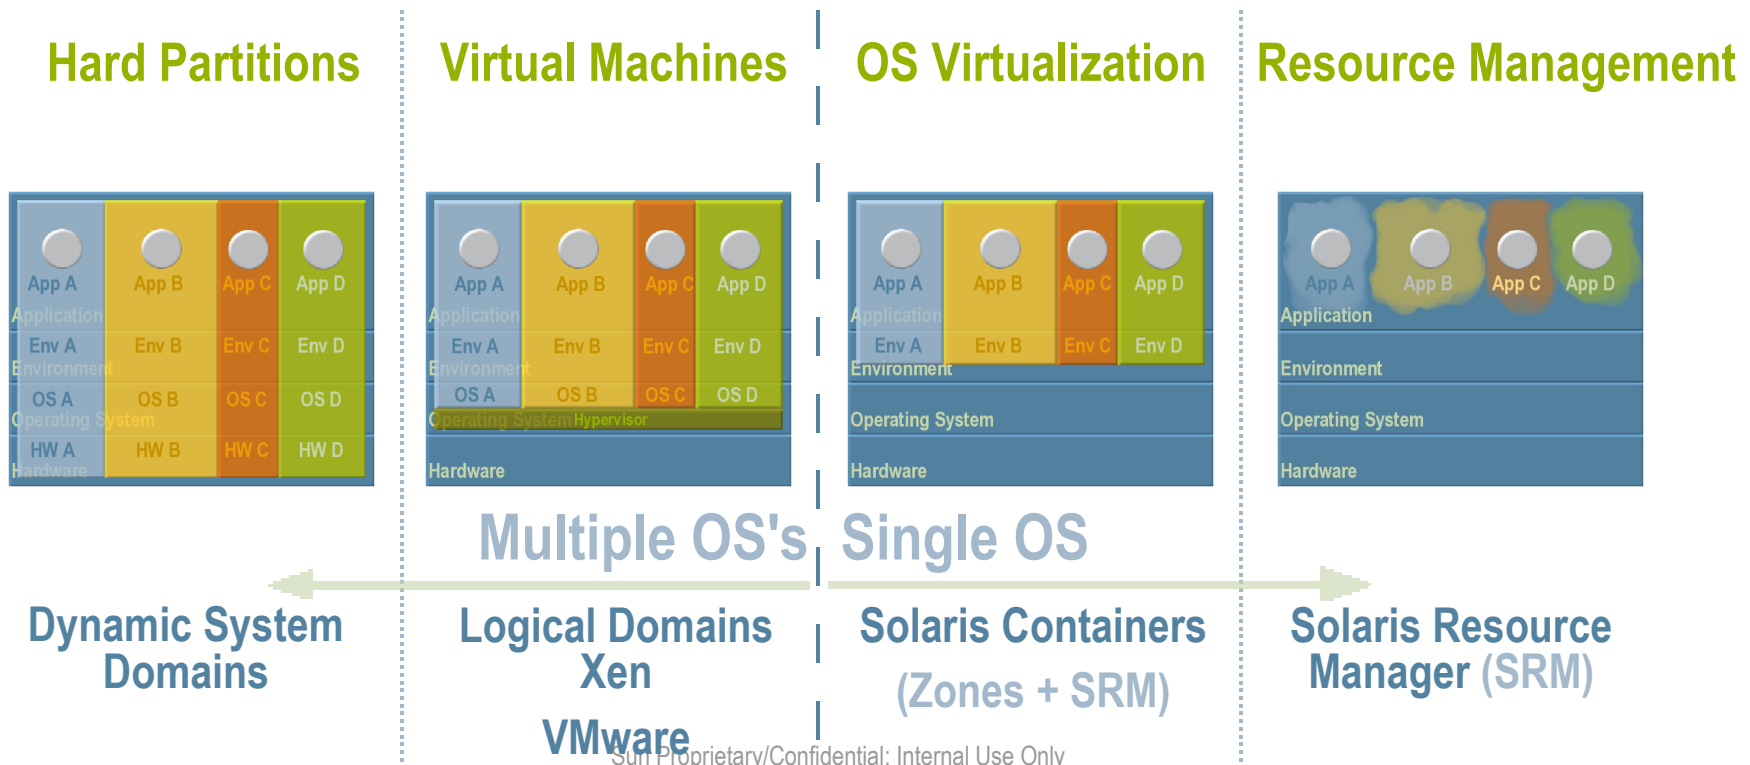 Hard Partitions
Virtual Machines
OS Virtualization
Resource Management
App A App B App C App D
Application
Env A Env B Env C Env D
Environment
OS A OS B OS C OS D
Operating System
HW A HW B HW C HW D
Hardware
App A App B App C App D
Application
Env A Env B Env C Env D
Environment
OS A OS B OS C OS D
Operating System Hypervisor
Hardware
App A App B App C App D
Application
Env A Env B Env C Env D
Environment
Operating System
Hardware
App A App B App C App D
Application
Environment
Operating System
Hardware
Multiple OS's Single OS
Dynamic System
Domains
Logical Domains
Xen
VMware
Solaris Containers
(Zones + SRM)
Solaris Resource
Manager (SRM)
Sun Proprietary/Confidential: Internal Use Only